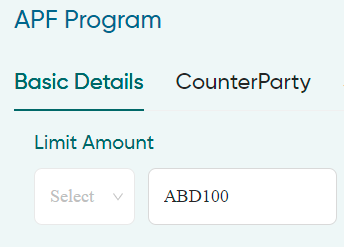 APF Program
Basic Details CounterParty
Limit Amount
Select ABD100